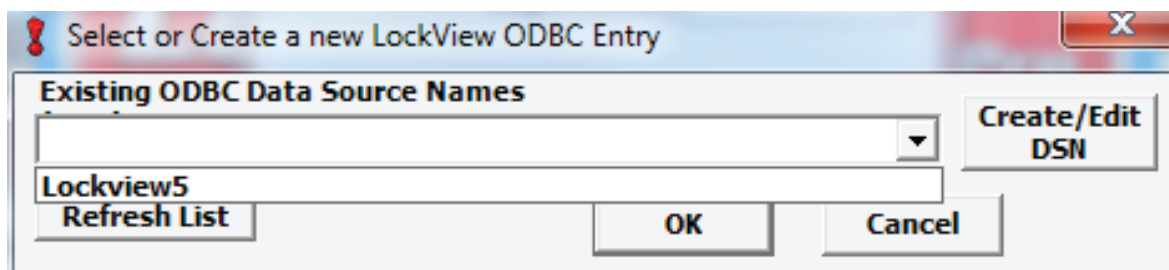 Select or Create a new LockView ODBC Entry
Existing ODBC Data Source Names
Create/Edit
DSN
Lockview5
Refresh List
OK
Cancel